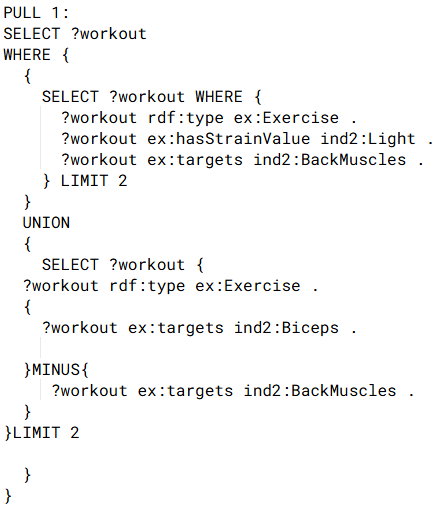 PULL 1:
SELECT ?workout
WHERE {
  {
    SELECT ?workout WHERE {
      ?workout rdf:type ex:Exercise .
      ?workout ex:hasStrainValue ind2:Light .
      ?workout ex:targets ind2:BackMuscles .
    } LIMIT 2
  }
  UNION
  {
    SELECT ?workout {
  ?workout rdf:type ex:Exercise .
  {
    ?workout ex:targets ind2:Biceps .
  }MINUS{
     ?workout ex:targets ind2:BackMuscles .
  }
}LIMIT 2
  }
}